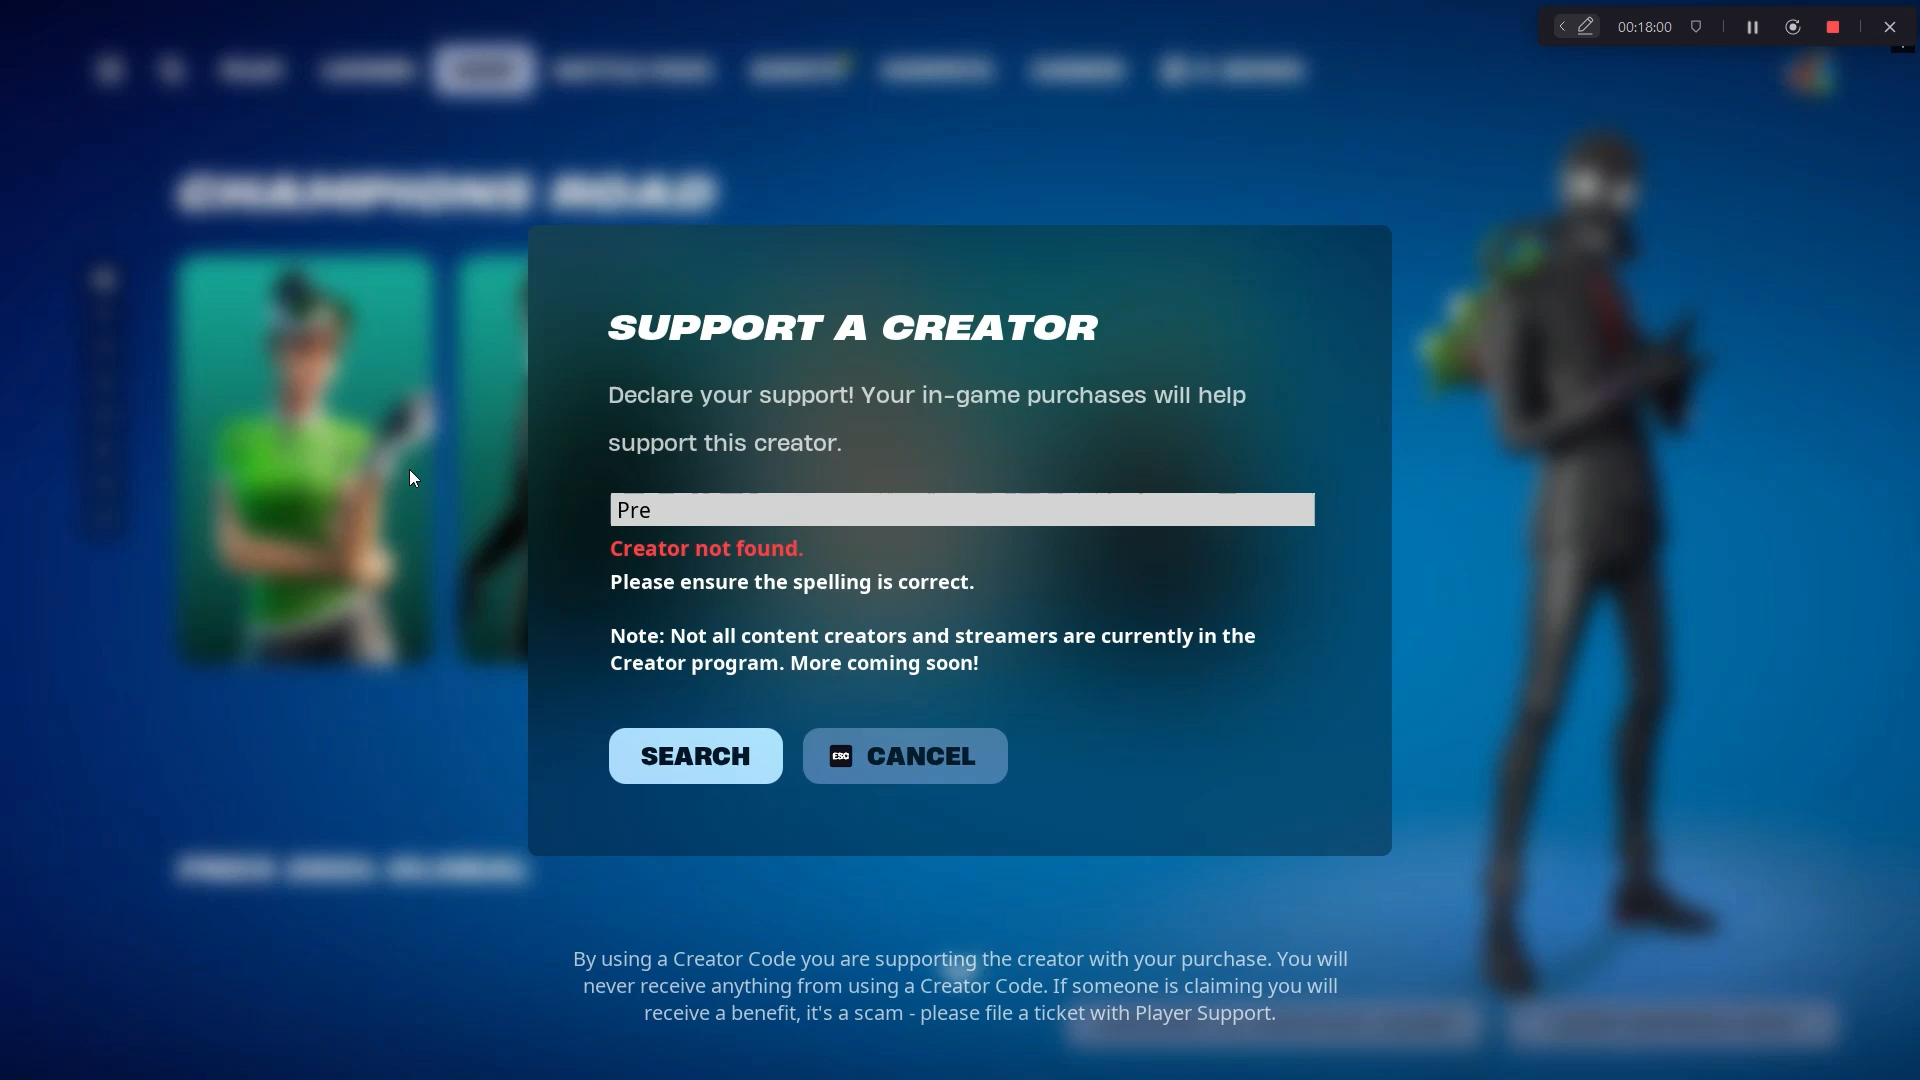 00:18:00
CHAMPIONS ROAD
SUPPORT A CREATOR
Declare your support! Your in-game purchases will help
support this creator.
Pre
Creator not found.
Please ensure the spelling is correct.
Note: Not all content creators and streamers are currently in the
Creator program. More coming soon!
SEARCH
ESC CANCEL
By using a Creator Code you are supporting the creator with your purchase. You will
never receive anything from using a Creator Code. If someone is claiming you will
receive a benefit, it's a scam - please file a ticket with Player Support.